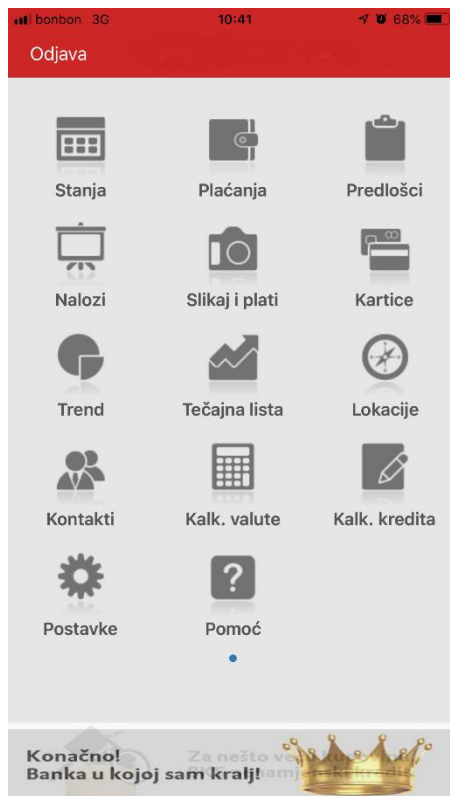 bonbon 3G 10:41 68%
Odjava
Stanja Plaćanja Predlošci
Nalozi Slikaj i plati Kartice
Trend Tečajna lista Lokacije
Kontakti Kalk. valute Kalk. kredita
Postavke Pomoć
Konačno! Za nešto
Banka u kojoj sam kralj!